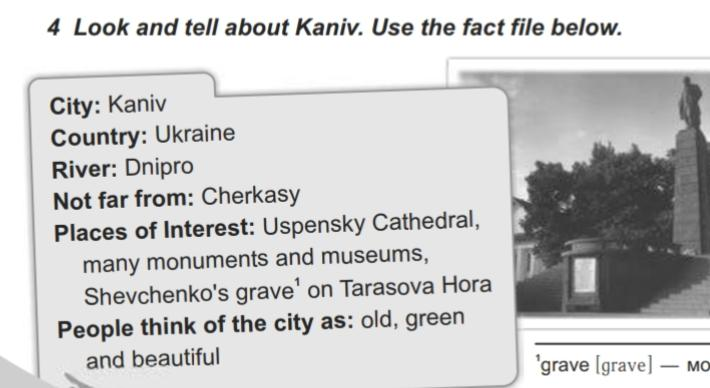 4 Look and tell about Kaniv. Use the fact file below.
City: Kaniv
Country: Ukraine
River: Dnipro
Not far from: Cherkasy
Places of Interest: Uspensky Cathedral,
many monuments and museums,
Shevchenko's grave¹ on Tarasova Hora
People think of the city as: old, green
and beautiful
¹grave [grave] —